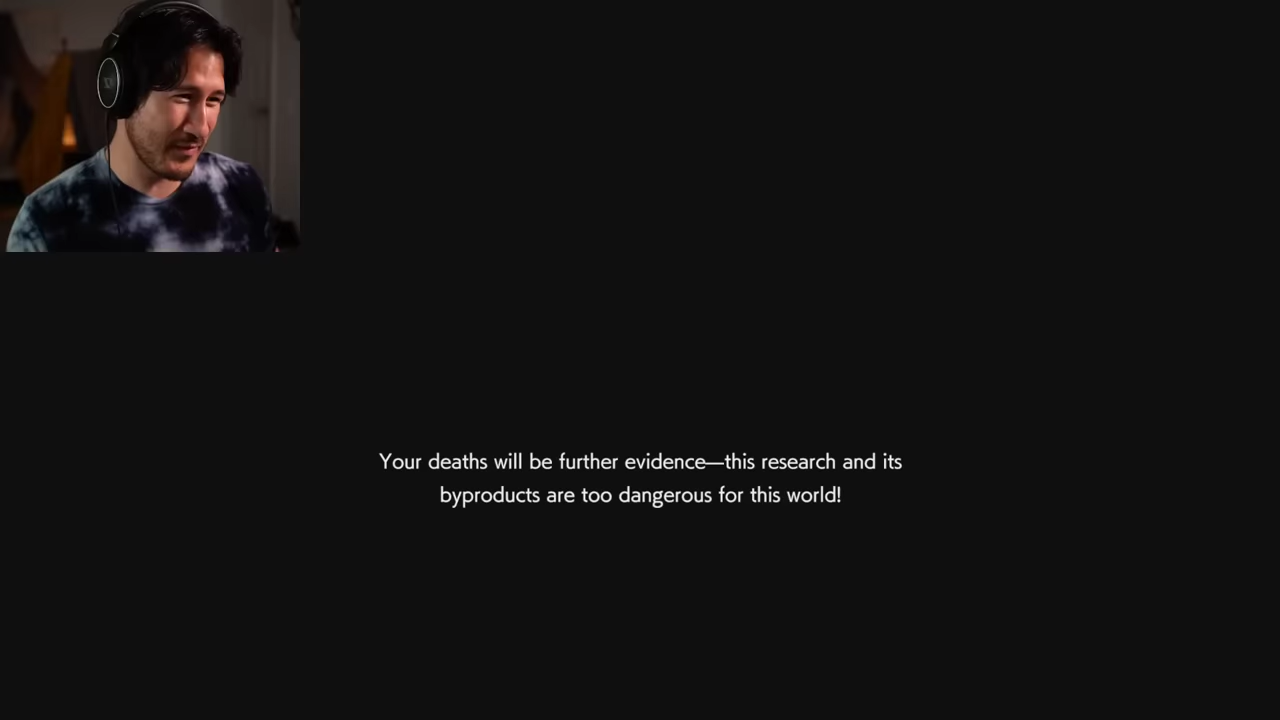 Your deaths will be further evidence—this research and its
byproducts are too dangerous for this world!